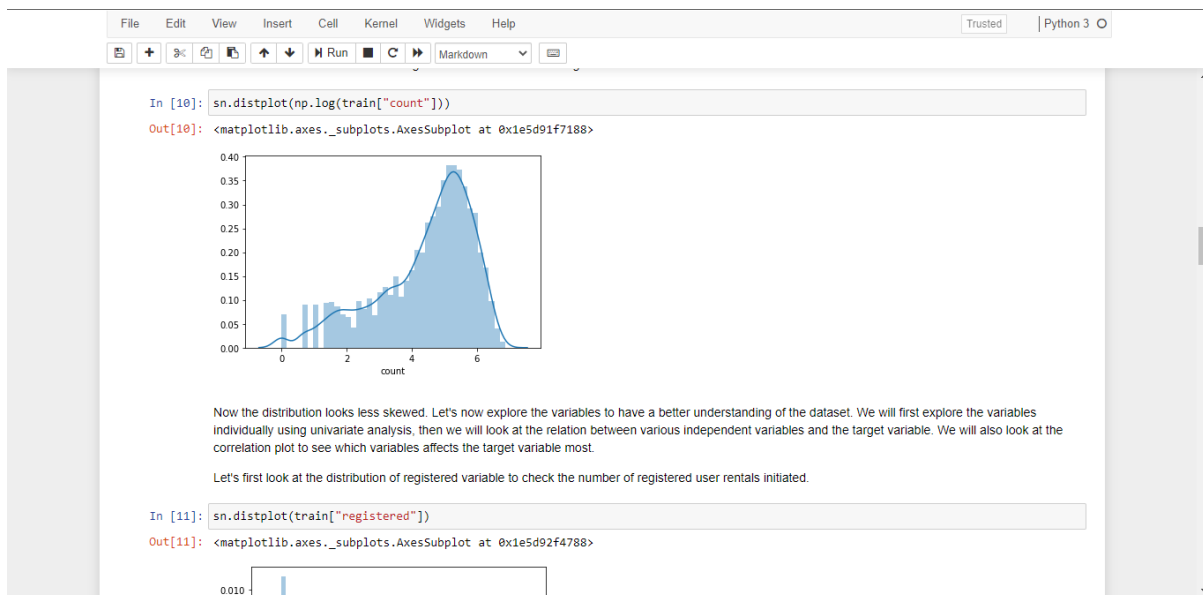 File Edit View Insert Cell Kernel Widgets Help Trusted Python 3
Run Markdown
In [10]: sn.distplot(np.log(train["count"]))
Out[10]: <matplotlib.axes._subplots.AxesSubplot at 0x1e5d91f7188>
0.40
0.35
0.30
0.25
0.20
0.15
0.10
0.05
0.00
0 2 4 6
count
Now the distribution looks less skewed. Let's now explore the variables to have a better understanding of the dataset. We will first explore the variables
individually using univariate analysis, then we will look at the relation between various independent variables and the target variable. We will also look at the
correlation plot to see which variables affects the target variable most.
Let's first look at the distribution of registered variable to check the number of registered user rentals initiated.
In [11]: sn.distplot(train["registered"])
Out[11]: <matplotlib.axes._subplots.AxesSubplot at 0x1e5d92f4788>
0.010